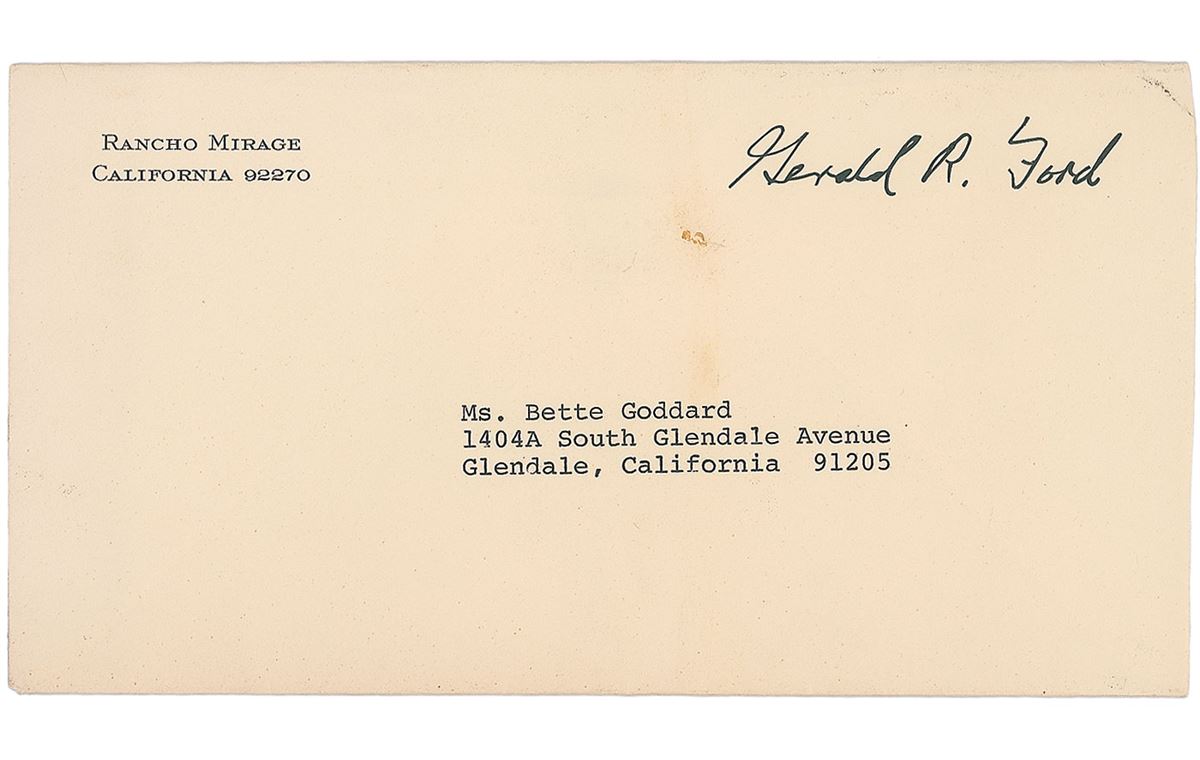 RANCHO MIRAGE
CALIFORNIA 92270
Gerald R. Ford
Ms. Bette Goddard
1404A South Glendale Avenue
Glendale, California 91205